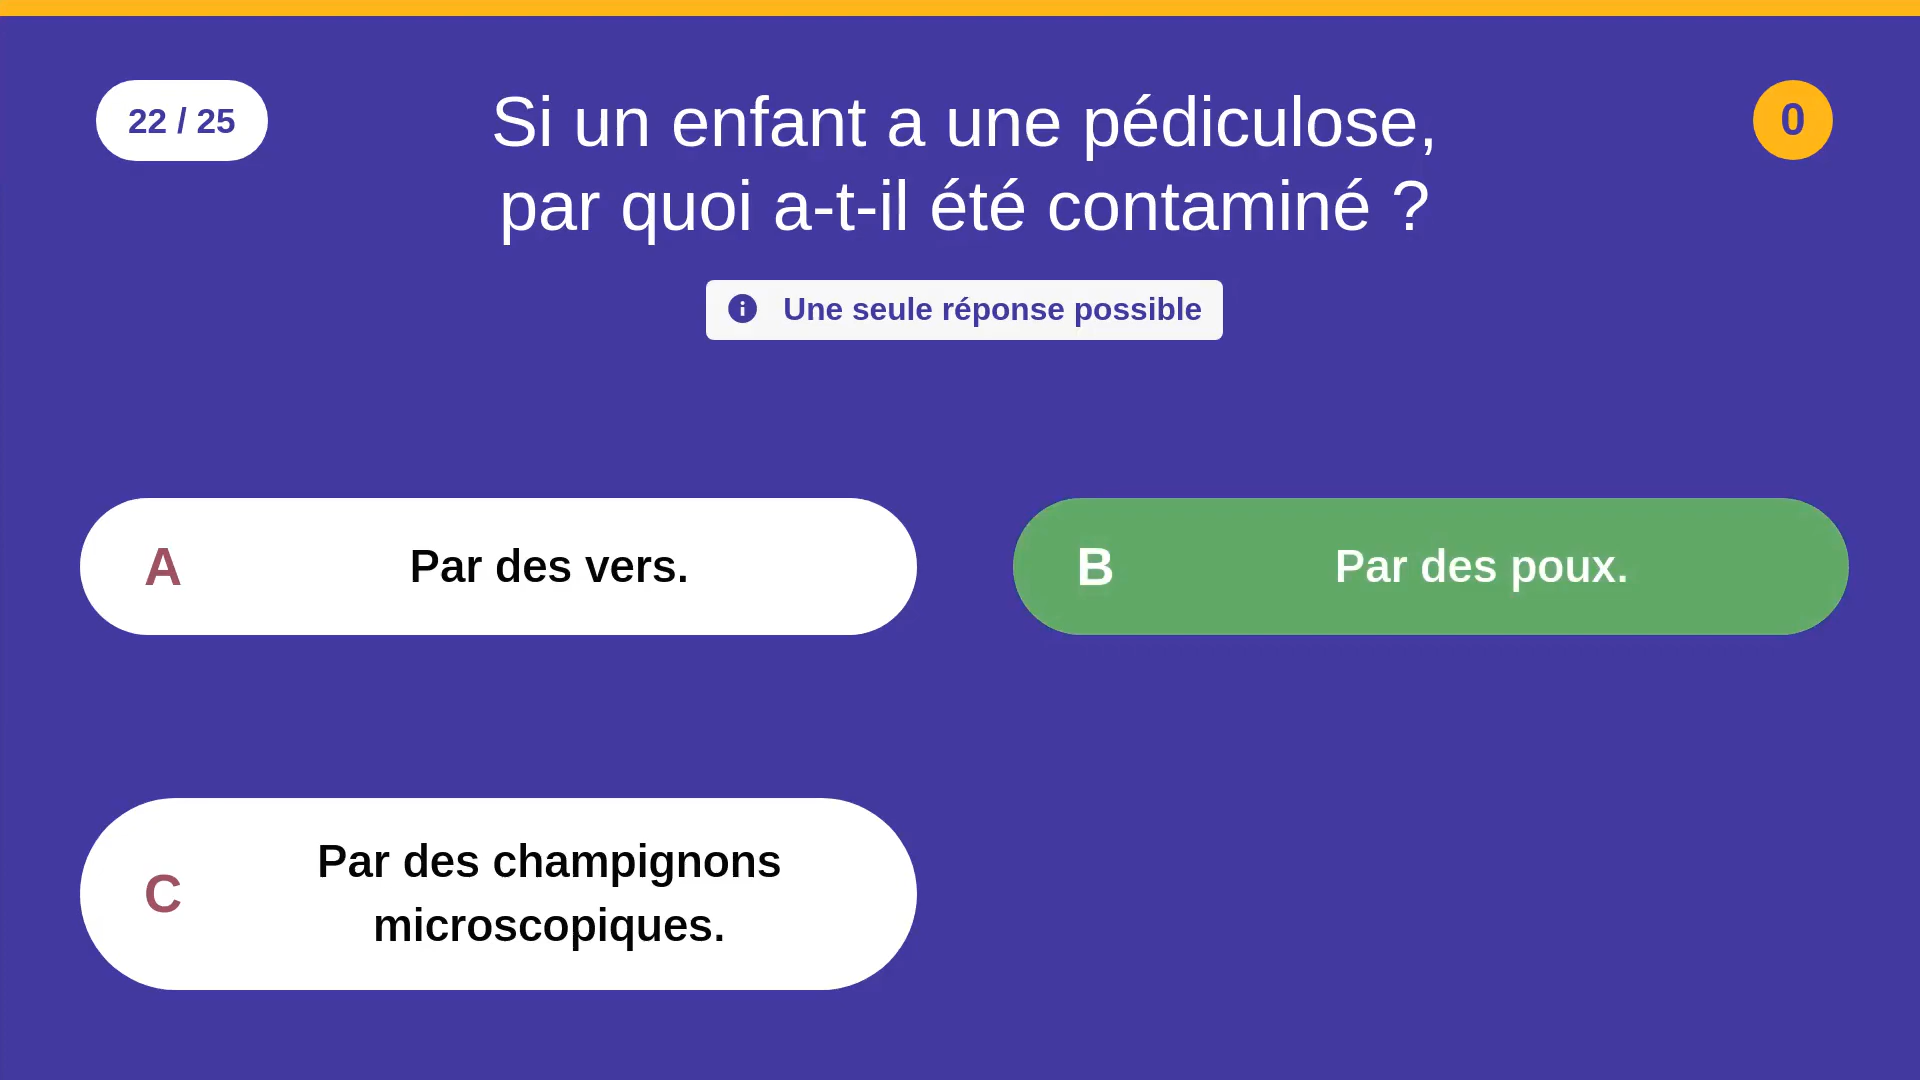 22 / 25
Si un enfant a une pédiculose,
par quoi a-t-il été contaminé ?
0
Une seule réponse possible
A
Par des vers.
B
Par des poux.
C
Par des champignons
microscopiques.